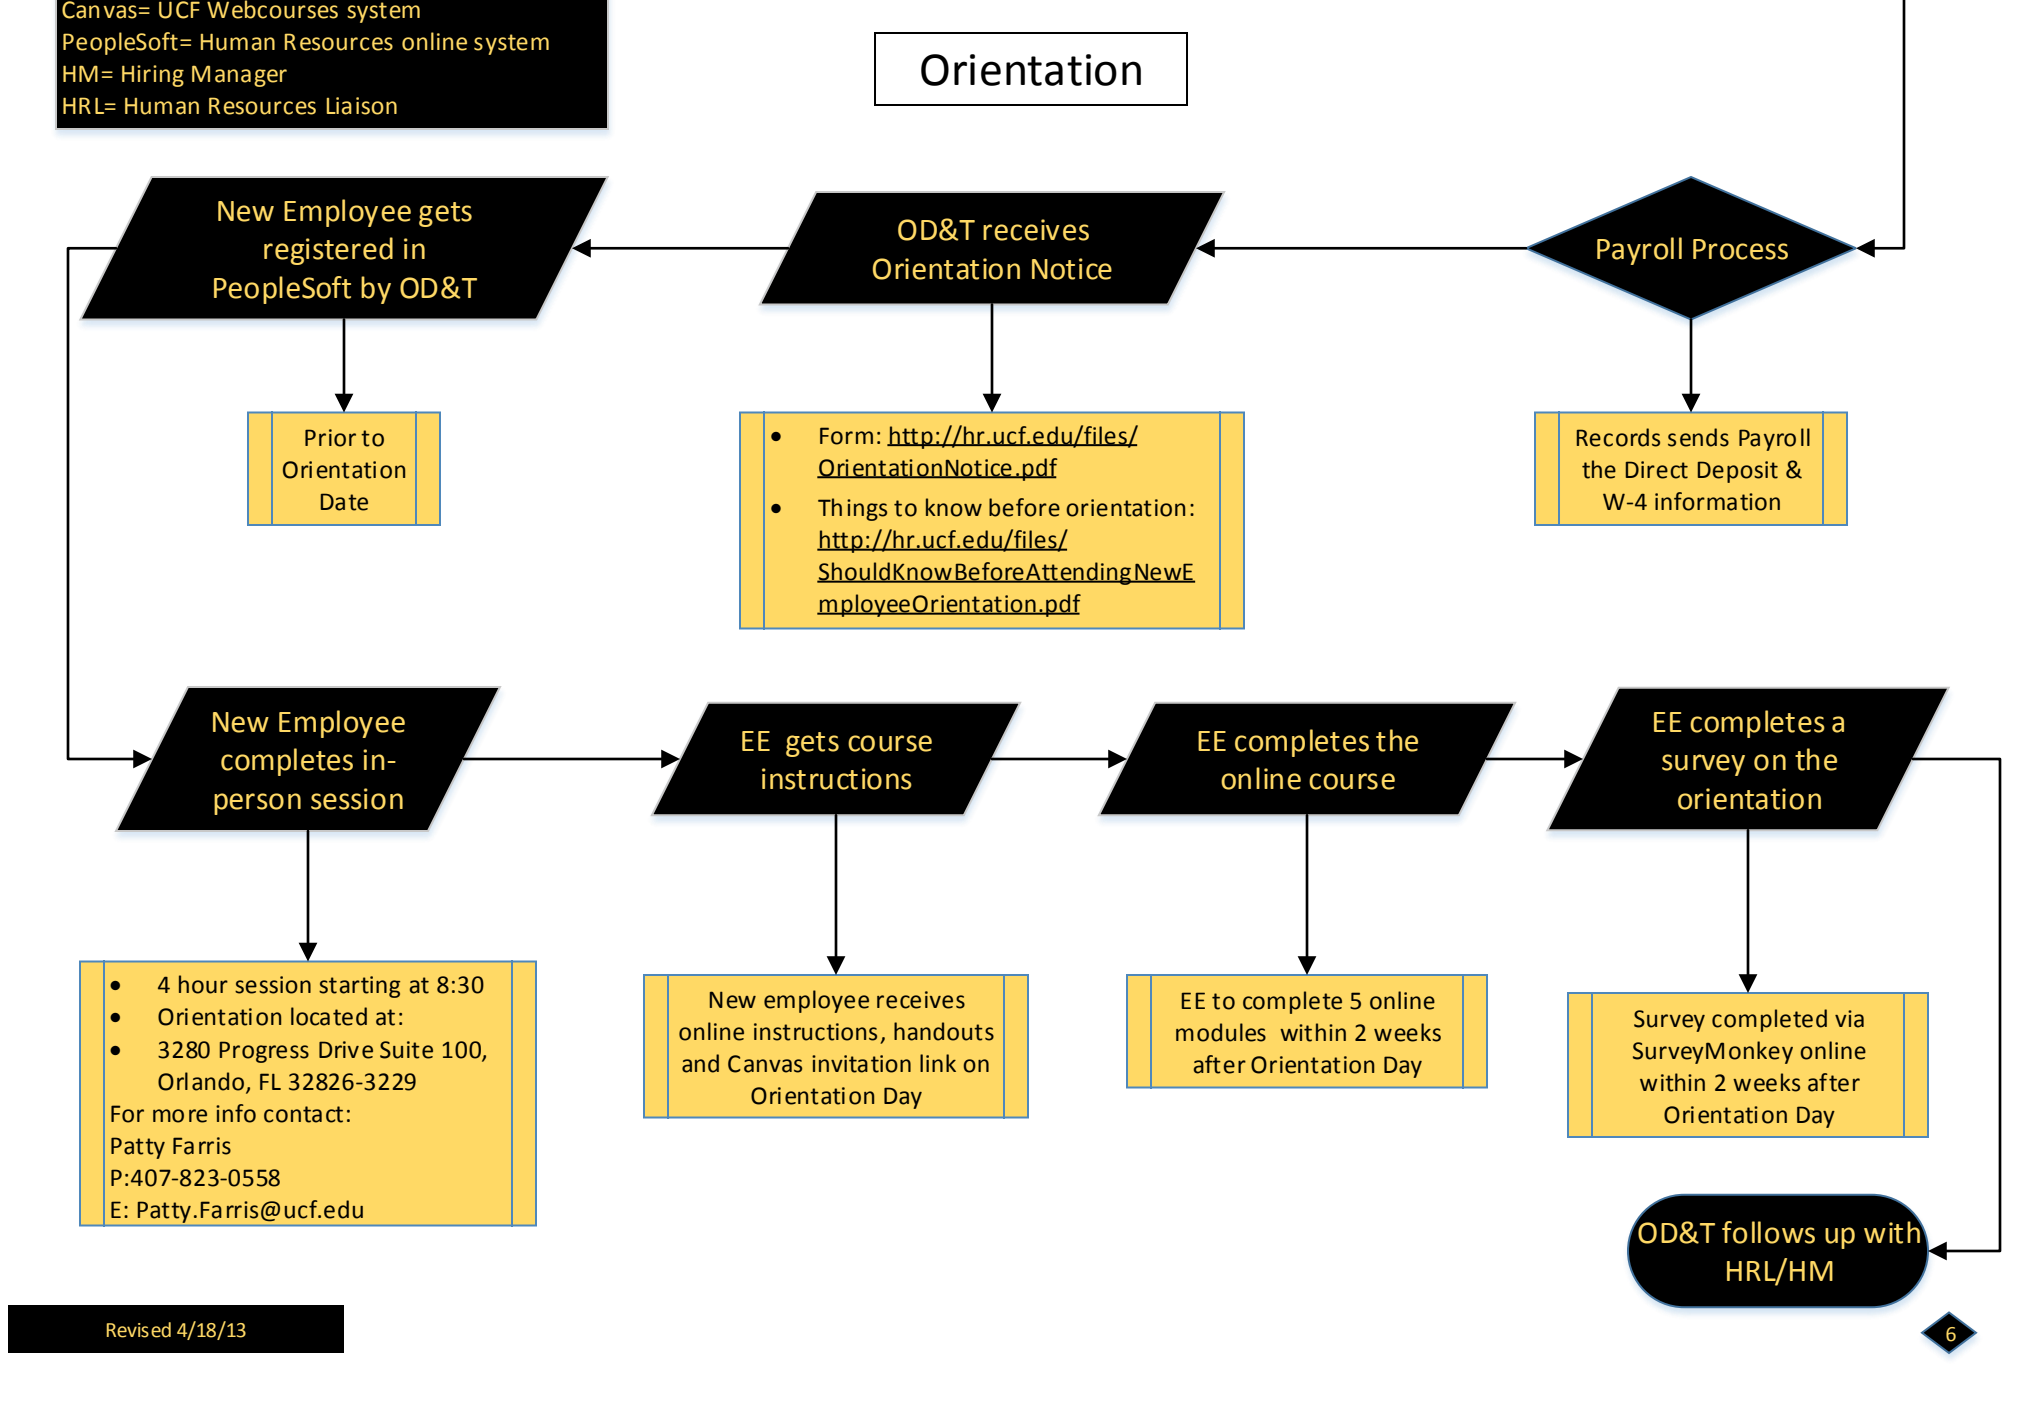 Canvas= UCF Webcourses system
PeopleSoft= Human Resources online system
HM= Hiring Manager
HRL= Human Resources Liaison
Orientation
New Employee gets
registered in
PeopleSoft by OD&T
OD&T receives
Orientation Notice
Payroll Process
Prior to
Orientation
Date
• Form: http://hr.ucf.edu/files/
OrientationNotice.pdf
• Things to know before orientation:
http://hr.ucf.edu/files/
ShouldKnowBeforeAttendingNewE
mployeeOrientation.pdf
Records sends Payroll
the Direct Deposit &
W-4 information
New Employee
completes in-
person session
EE gets course
instructions
EE completes the
online course
EE completes a
survey on the
orientation
• 4 hour session starting at 8:30
• Orientation located at:
• 3280 Progress Drive Suite 100,
Orlando, FL 32826-3229
For more info contact:
Patty Farris
P:407-823-0558
E: Patty.Farris@ucf.edu
New employee receives
online instructions, handouts
and Canvas invitation link on
Orientation Day
EE to complete 5 online
modules within 2 weeks
after Orientation Day
Survey completed via
SurveyMonkey online
within 2 weeks after
Orientation Day
OD&T follows up with
HRL/HM
Revised 4/18/13
6